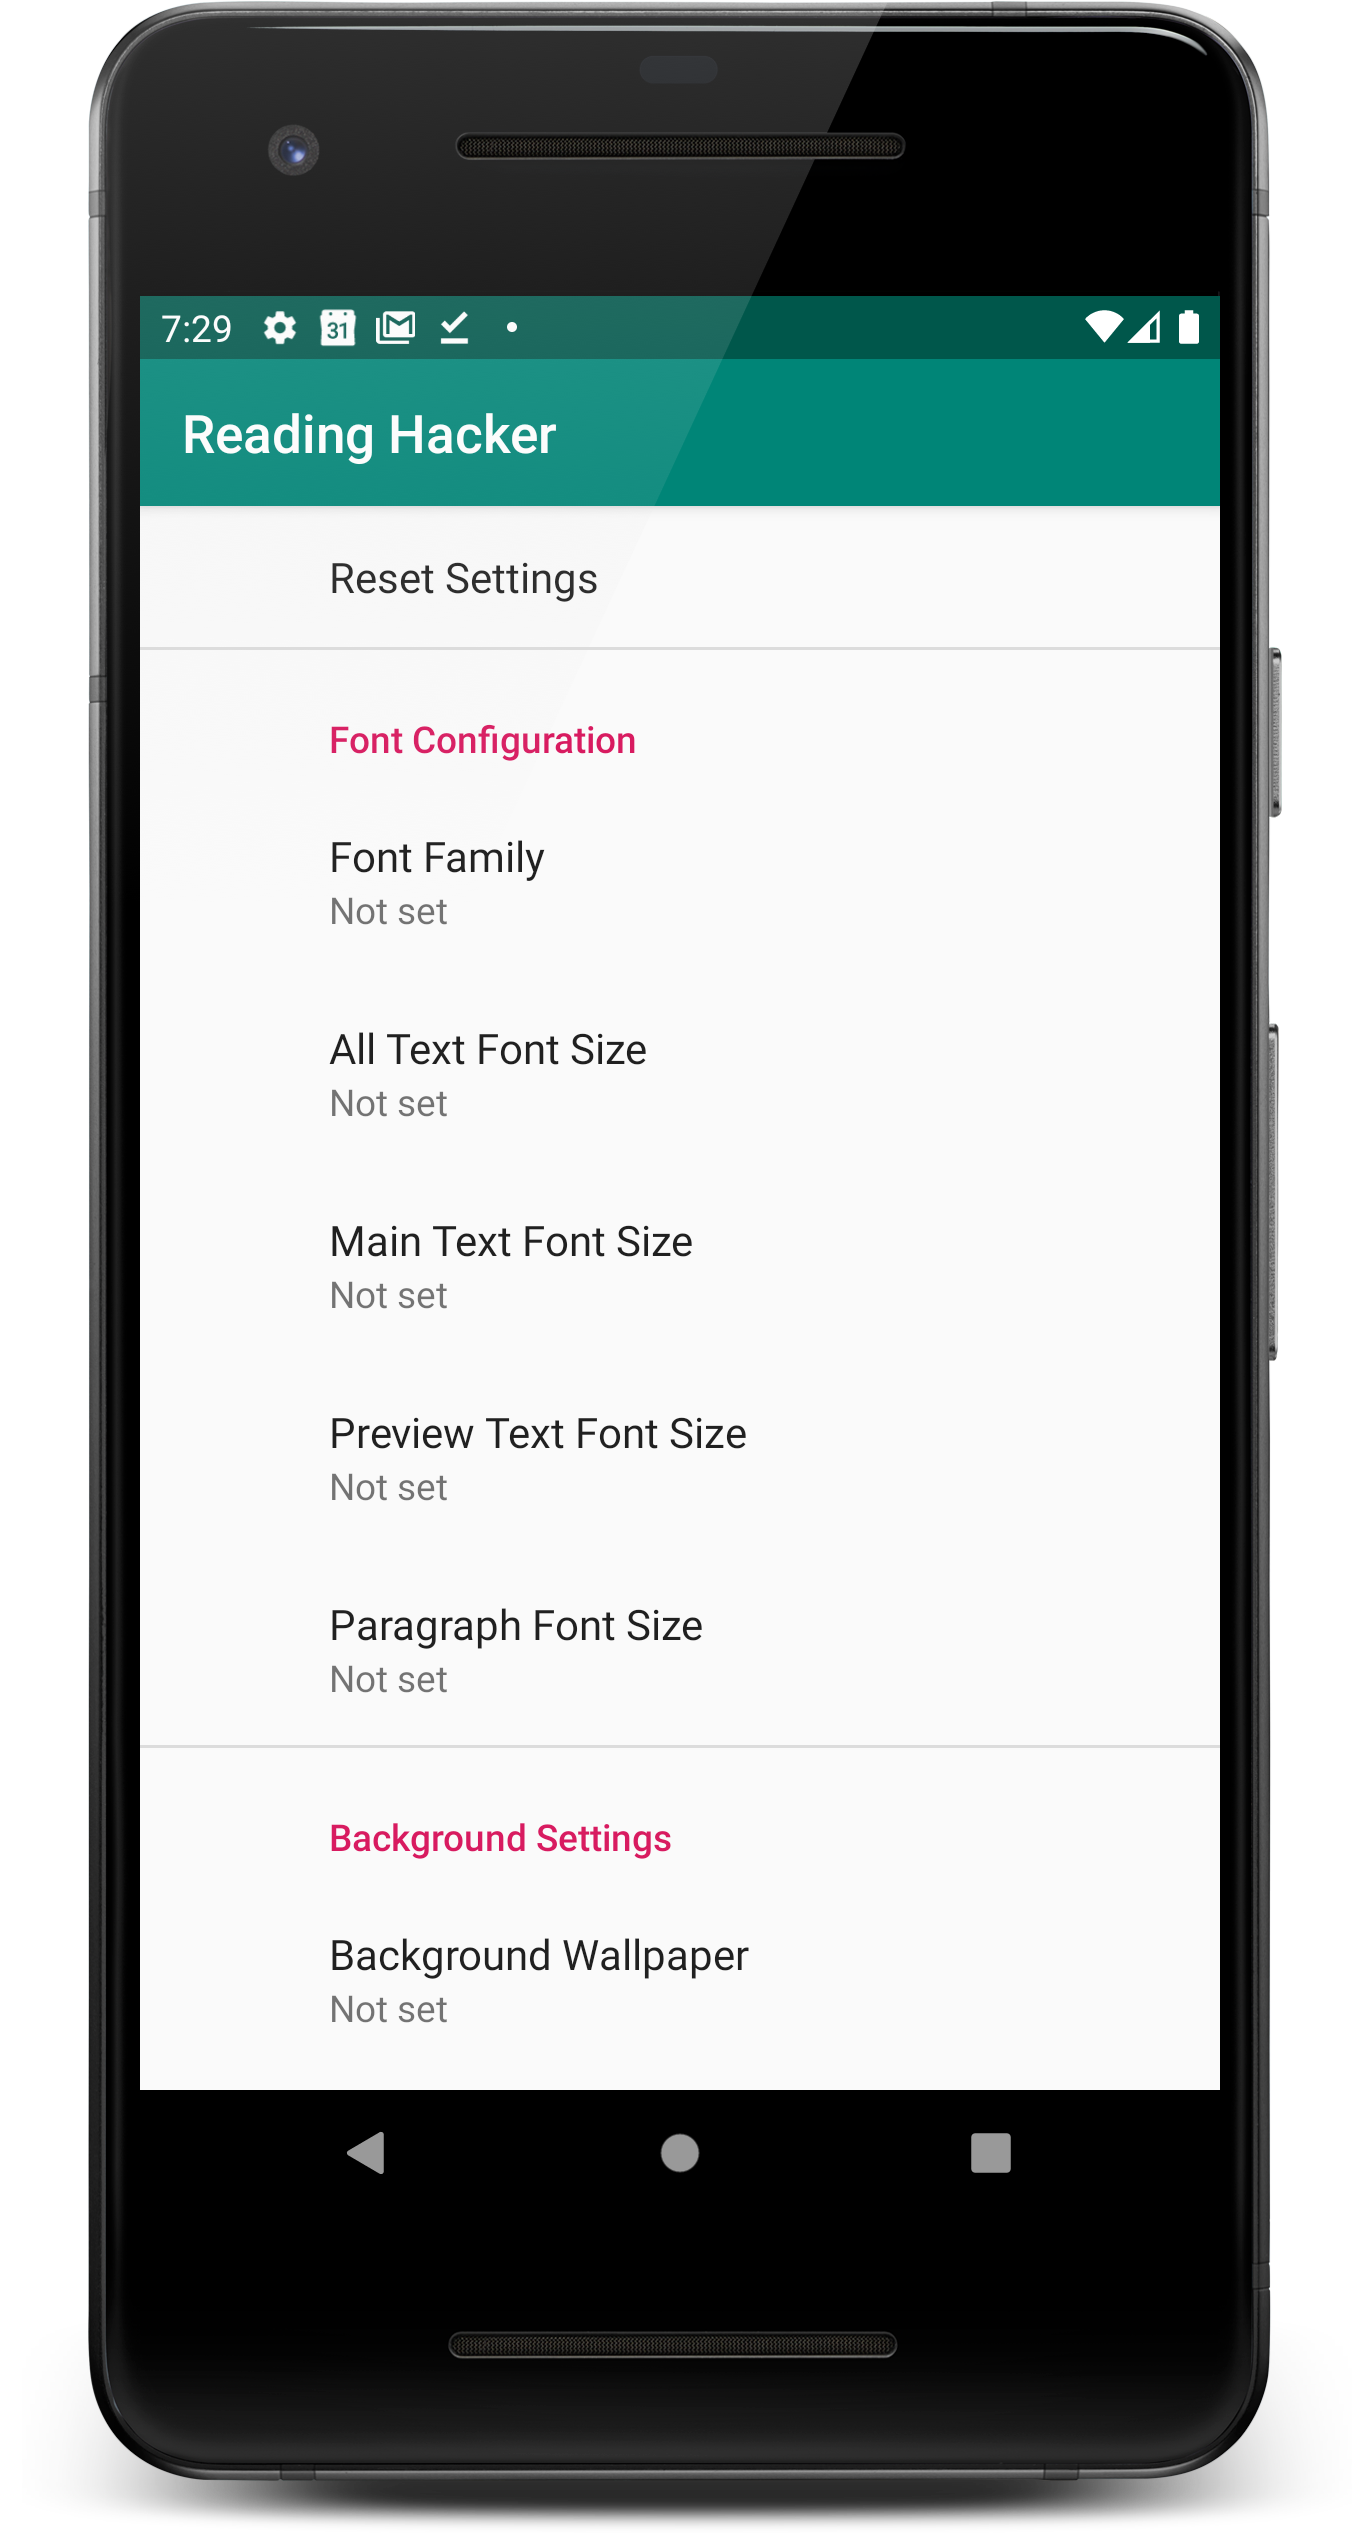 7:29 31
Reading Hacker
Reset Settings
Font Configuration
Font Family
Not set
All Text Font Size
Not set
Main Text Font Size
Not set
Preview Text Font Size
Not set
Paragraph Font Size
Not set
Background Settings
Background Wallpaper
Not set